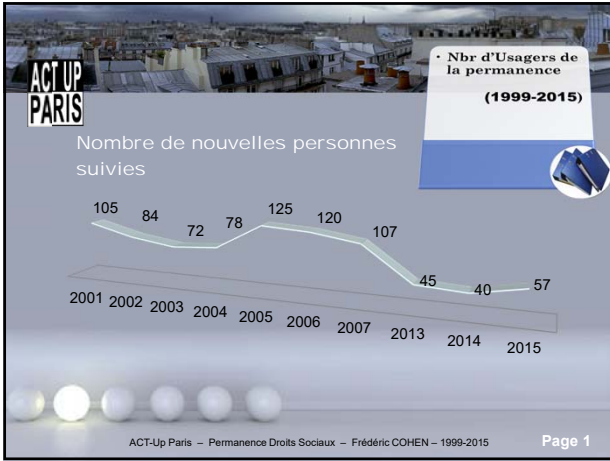 ACT UP
PARIS
• Nbr d'Usagers de
la permanence
(1999-2015)
Nombre de nouvelles personnes
suivies
105 84 72 78 125 120 107 45 40 57
2001 2002 2003 2004 2005 2006 2007 2013 2014 2015
ACT-Up Paris – Permanence Droits Sociaux – Frédéric COHEN – 1999-2015 Page 1